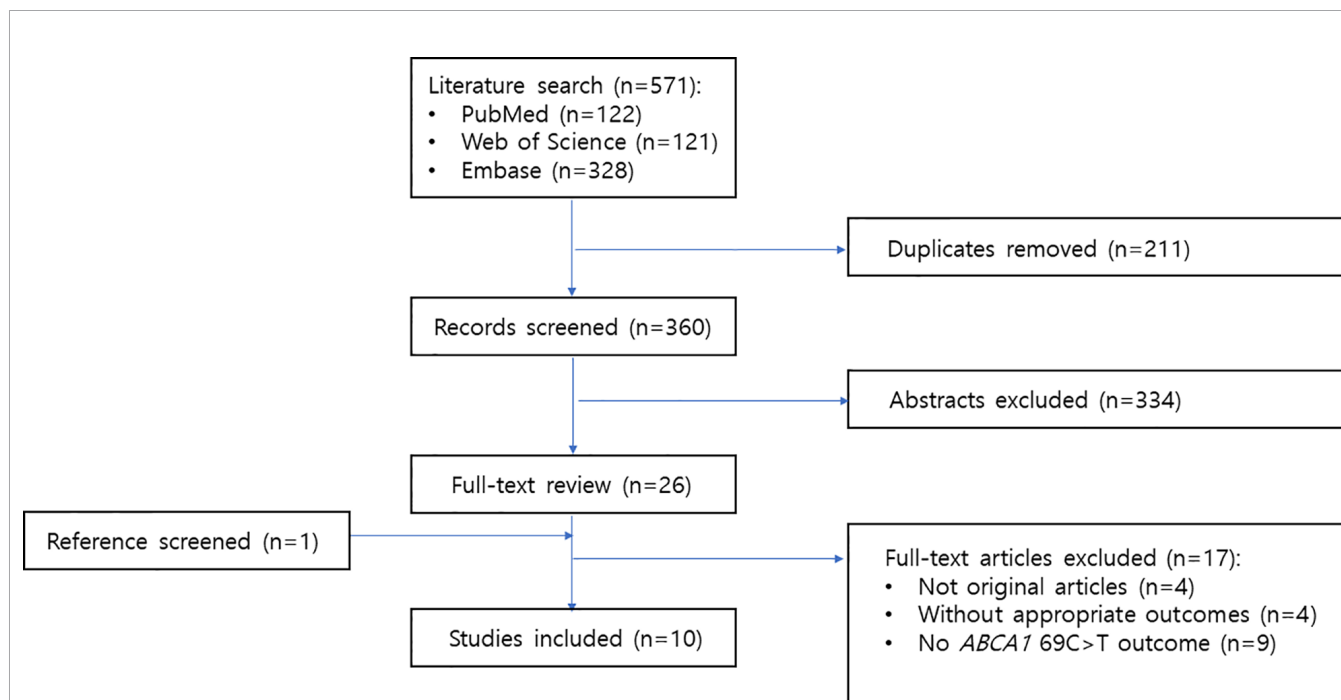 Literature search (n=571):
• PubMed (n=122)
• Web of Science (n=121)
• Embase (n=328)
Duplicates removed (n=211)
Records screened (n=360)
Abstracts excluded (n=334)
Full-text review (n=26)
Reference screened (n=1)
Full-text articles excluded (n=17):
• Not original articles (n=4)
• Without appropriate outcomes (n=4)
• No ABCA1 69C>T outcome (n=9)
Studies included (n=10)